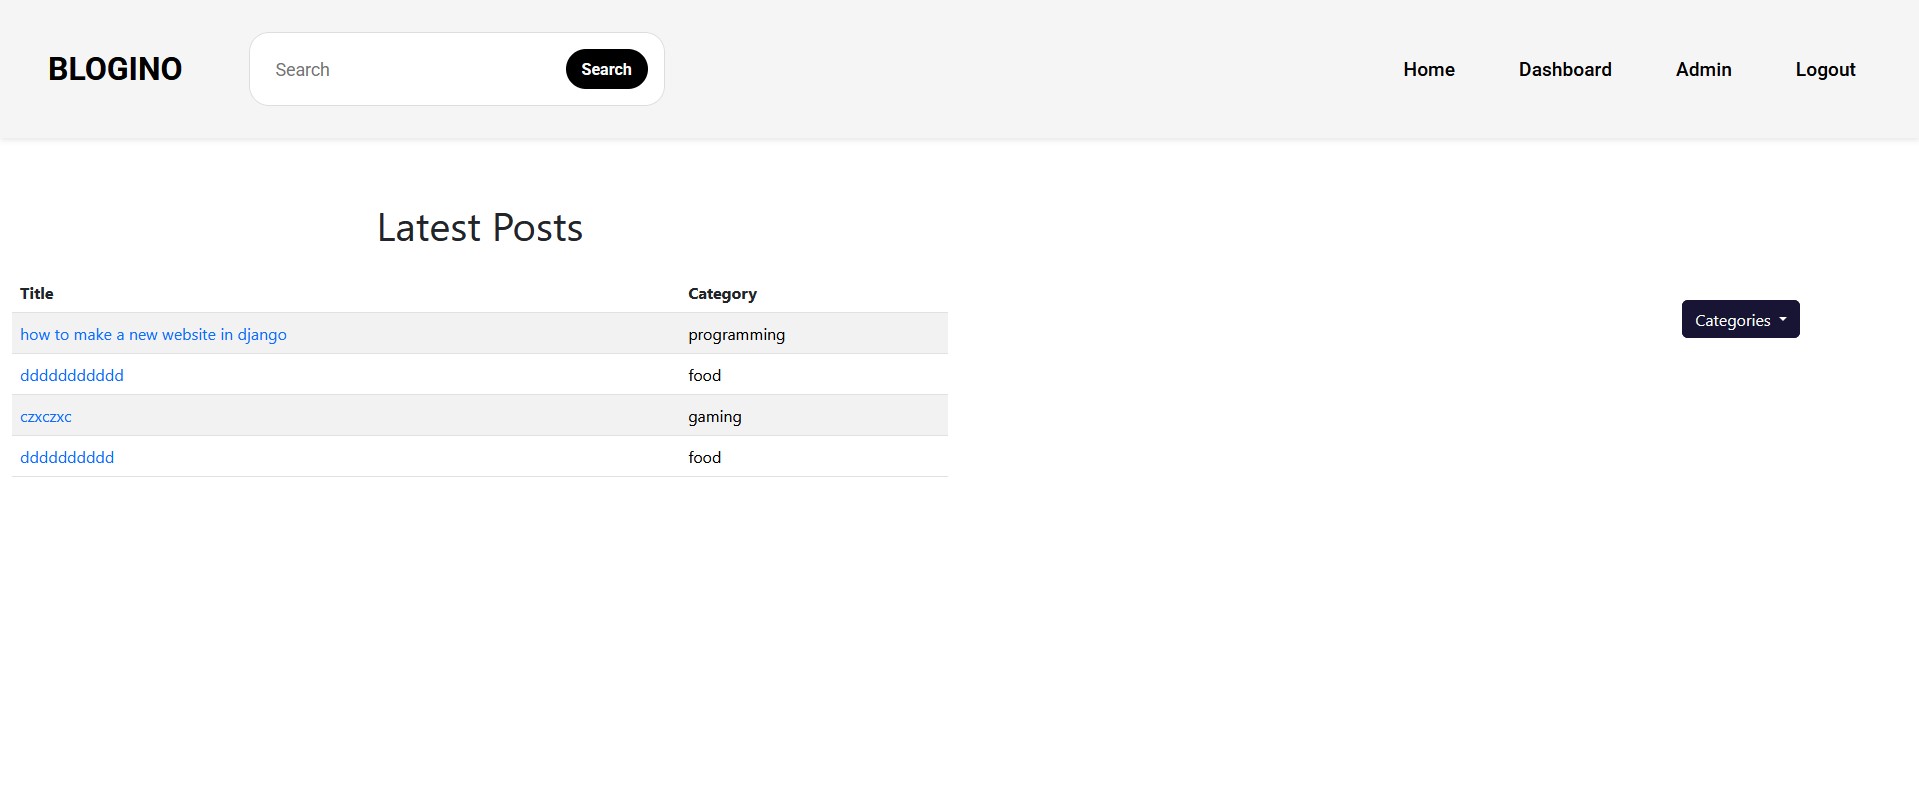 BLOGINO
Search
Search
Home
Dashboard
Admin
Logout
Latest Posts
Title Category
how to make a new website in django programming
ddddddddddd food
czxczxc gaming
dddddddddd food
Categories